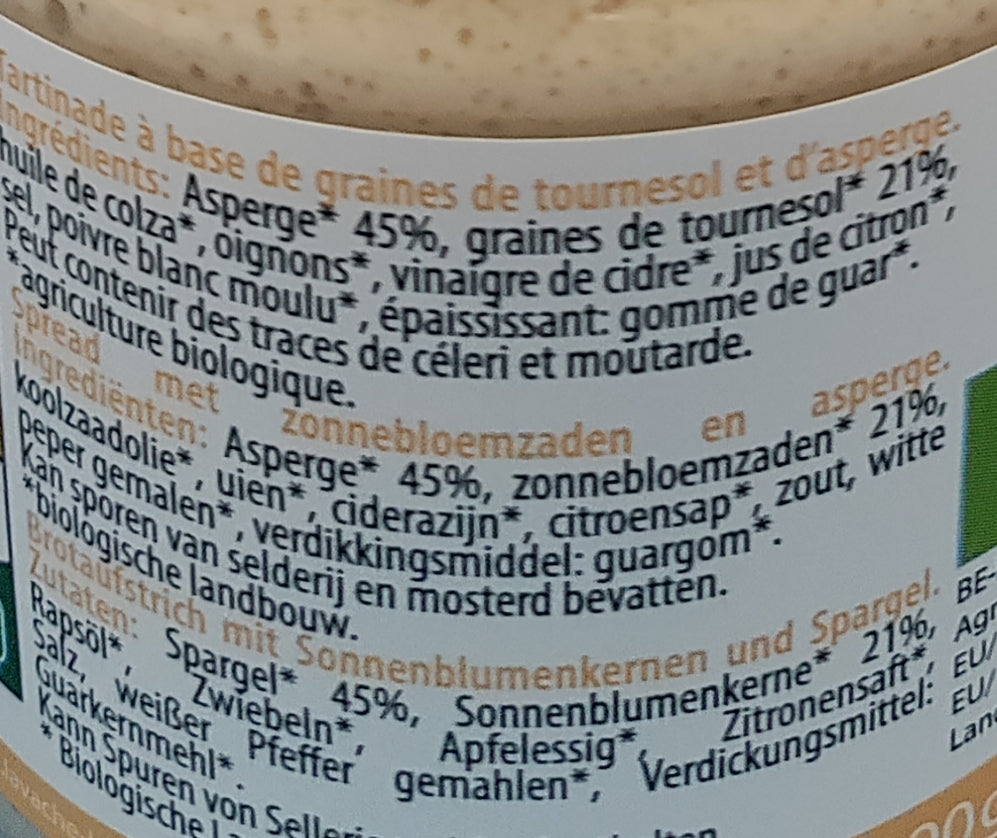 Tartinade à base de graines de tournesol et d'asperge.
Ingrédients: Asperge* 45%, graines de tournesol* 21%,
huile de colza*, oignons*, vinaigre de cidre*, jus de citron*,
sel, poivre blanc moulu*, épaississant: gomme de guar*.
Peut contenir des traces de céleri et moutarde.
*agriculture biologique.
Spread met zonnebloemzaden en asperge.
Ingrediënten: Asperge* 45%, zonnebloemzaden* 21%,
koolzaadolie*, uien*, ciderazijn*, citroensap*, zout, witte
peper gemalen*, verdikkingsmiddel: guargom*.
Kan sporen van selderij en mosterd bevatten.
*biologische landbouw.
Brotaufstrich mit Sonnenblumenkernen und Spargel.
Zutaten: Spargel* 45%, Sonnenblumenkerne* 21%,
Rapsöl*, Zwiebeln*, Apfelessig*, Zitronensaft*,
Salz, weißer Pfeffer gemahlen*, Verdickungsmittel:
Guarkernmehl*.
Kann Spuren von
* Biologische
BE-
Agr
EU/
EU/